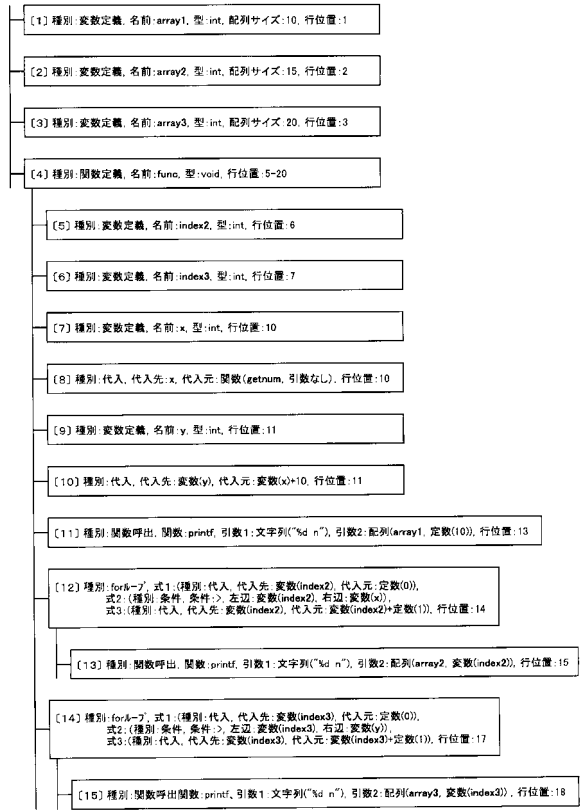 [1] 種別:変数定義, 名前:array1, 型:int, 配列サイズ:10, 行位置:1
[2] 種別:変数定義, 名前:array2, 型:int, 配列サイズ:15, 行位置:2
[3] 種別:変数定義, 名前:array3, 型:int, 配列サイズ:20, 行位置:3
[4] 種別:関数定義, 名前:func, 型:void, 行位置:5-20
[5] 種別:変数定義, 名前:index2, 型:int, 行位置:6
[6] 種別:変数定義, 名前:index3, 型:int, 行位置:7
[7] 種別:変数定義, 名前:x, 型:int, 行位置:10
[8] 種別:代入, 代入先:x, 代入元:関数(getnum, 引数なし), 行位置:10
[9] 種別:変数定義, 名前:y, 型:int, 行位置:11
[10] 種別:代入, 代入先:変数(y), 代入元:変数(x)+10, 行位置:11
[11] 種別:関数呼出, 関数:printf, 引数1:文字列("%d n"), 引数2:配列(array1, 定数(10)), 行位置:13
[12] 種別:forループ, 式1:(種別:代入, 代入先:変数(index2), 代入元:定数(0)),
式2:(種別:条件, 条件:>, 左辺:変数(index2), 右辺:変数(x)),
式3:(種別:代入, 代入先:変数(index2), 代入元:変数(index2)+定数(1)), 行位置:14
[13] 種別:関数呼出, 関数:printf, 引数1:文字列("%d n"), 引数2:配列(array2, 変数(index2)), 行位置:15
[14] 種別:forループ, 式1:(種別:代入, 代入先:変数(index3), 代入元:定数(0)),
式2:(種別:条件, 条件:>, 左辺:変数(index3), 右辺:変数(y)),
式3:(種別:代入, 代入先:変数(index3), 代入元:変数(index3)+定数(1)), 行位置:17
[15] 種別:関数呼出関数:printf, 引数1:文字列("%d n"), 引数2:配列(array3, 変数(index3)), 行位置:18